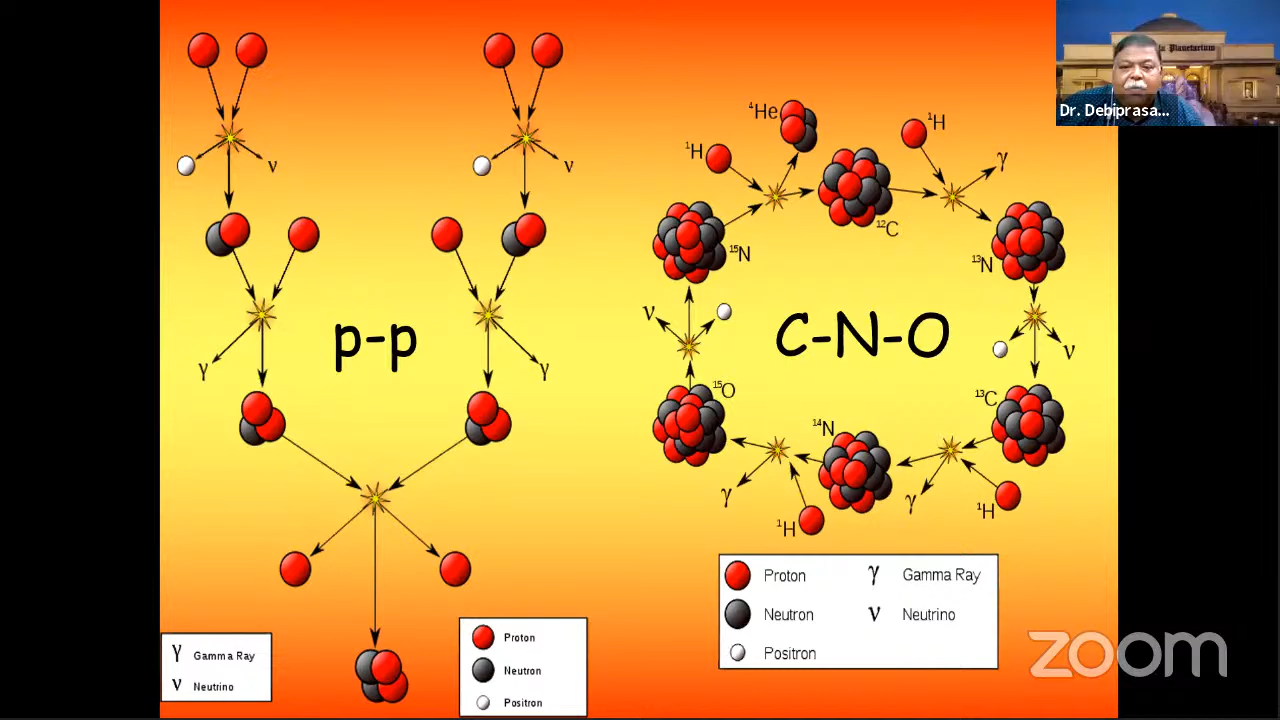 ν
ν
p-p
γ
γ
γ Gamma Ray
ν Neutrino
Proton
Neutron
Positron
⁴He
¹H
¹H
γ
¹²C
¹⁵N
¹³N
ν
C-N-O
ν
¹⁵O
¹³C
¹⁴N
γ
γ
¹H
¹H
Proton γ Gamma Ray
Neutron ν Neutrino
Positron
Planetarium
Dr. Debiprasa...
zoom